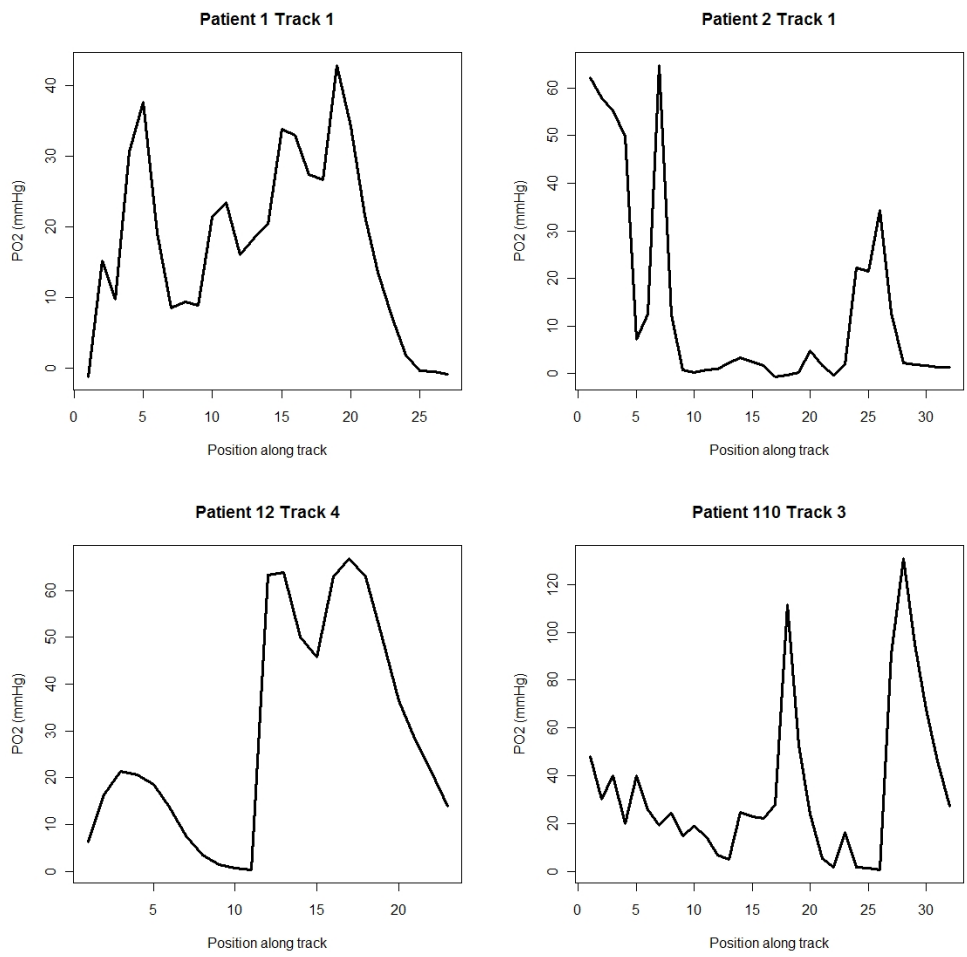 Patient 1 Track 1
PO2 (mmHg)
40
30
20
10
0
0 5 10 15 20 25
Position along track
Patient 2 Track 1
PO2 (mmHg)
60
50
40
30
20
10
0
0 5 10 15 20 25 30
Position along track
Patient 12 Track 4
PO2 (mmHg)
60
50
40
30
20
10
0
5 10 15 20
Position along track
Patient 110 Track 3
PO2 (mmHg)
120
100
80
60
40
20
0
0 5 10 15 20 25 30
Position along track